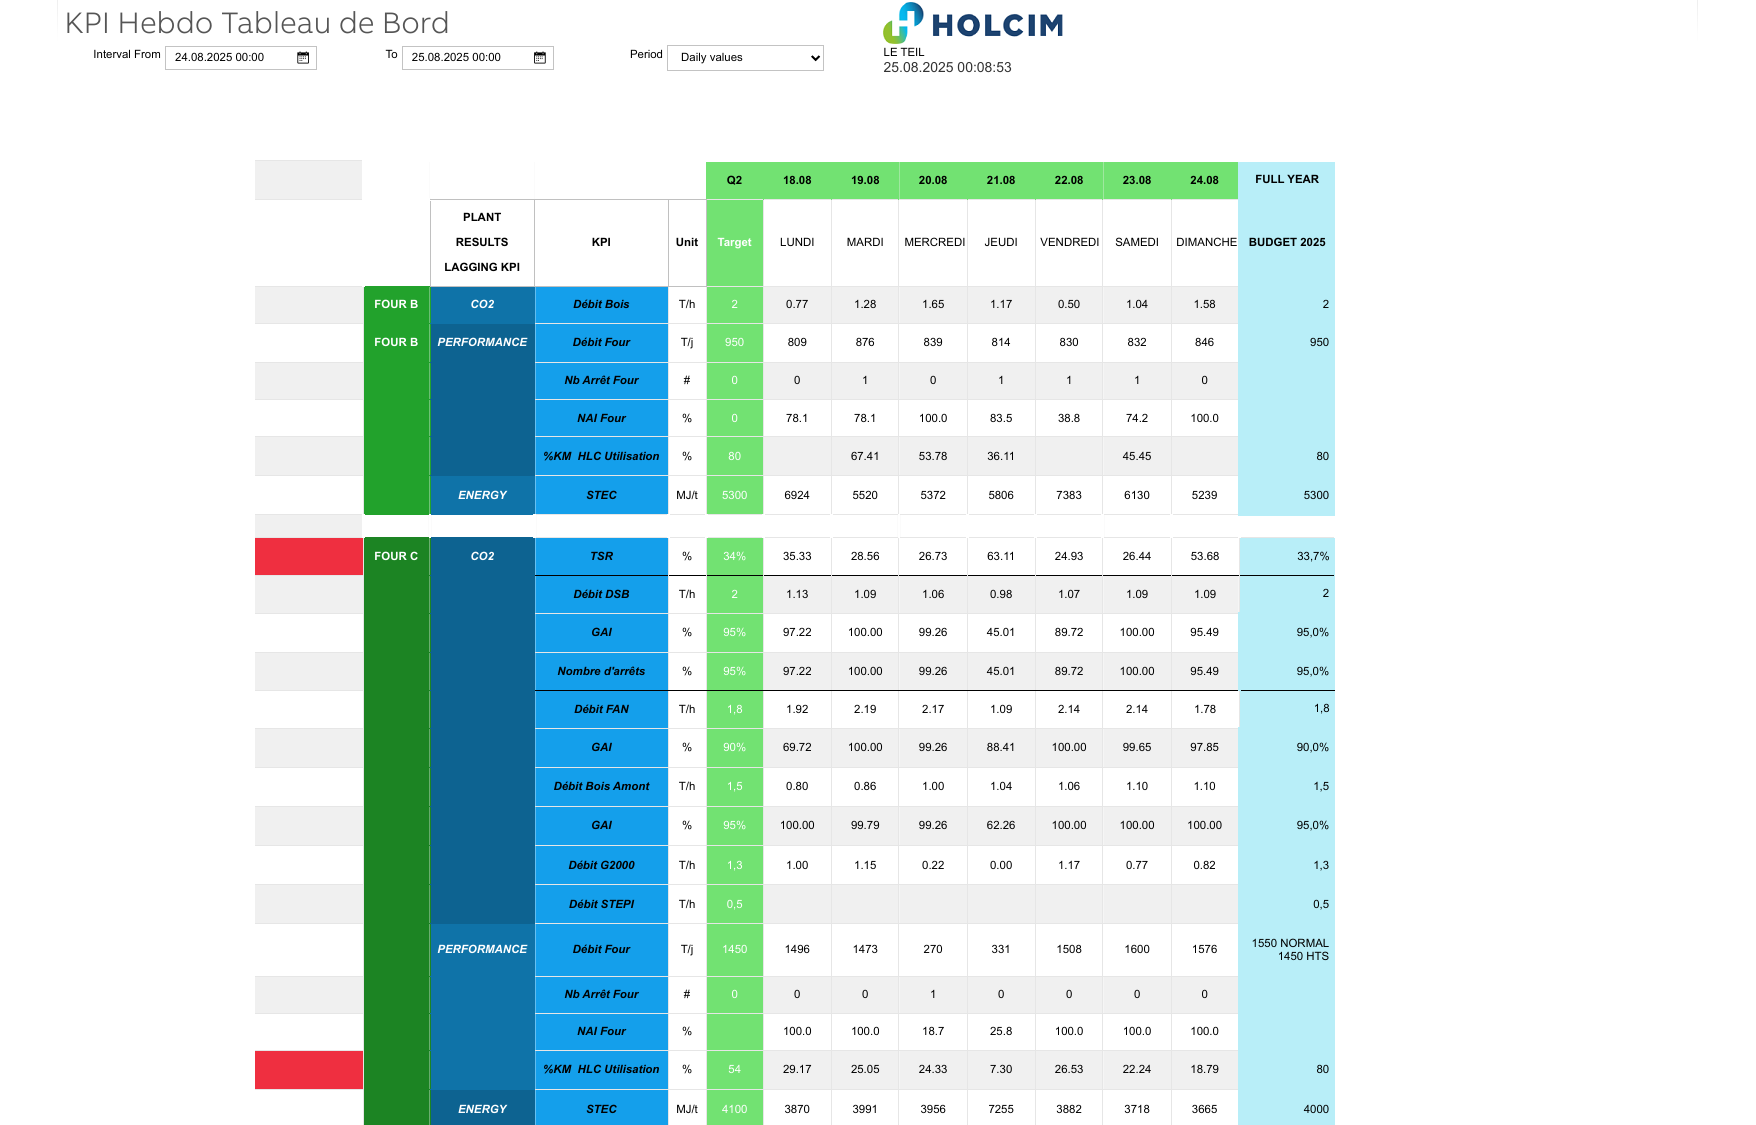 KPI Hebdo Tableau de Bord
HOLCIM
Interval From 24.08.2025 00:00 To 25.08.2025 00:00 Period Daily values
LE TEIL
25.08.2025 00:08:53
Q2 18.08 19.08 20.08 21.08 22.08 23.08 24.08 FULL YEAR
PLANT
RESULTS
LAGGING KPI
KPI Unit Target LUNDI MARDI MERCREDI JEUDI VENDREDI SAMEDI DIMANCHE BUDGET 2025
FOUR B CO2 Débit Bois T/h 2 0.77 1.28 1.65 1.17 0.50 1.04 1.58 2
FOUR B PERFORMANCE Débit Four T/j 950 809 876 839 814 830 832 846 950
Nb Arrêt Four # 0 0 1 0 1 1 1 0
NAI Four % 0 78.1 78.1 100.0 83.5 38.8 74.2 100.0
%KM HLC Utilisation % 80 67.41 53.78 36.11 45.45 80
ENERGY STEC MJ/t 5300 6924 5520 5372 5806 7383 6130 5239 5300
FOUR C CO2 TSR % 34% 35.33 28.56 26.73 63.11 24.93 26.44 53.68 33,7%
Débit DSB T/h 2 1.13 1.09 1.06 0.98 1.07 1.09 1.09 2
GAI % 95% 97.22 100.00 99.26 45.01 89.72 100.00 95.49 95,0%
Nombre d'arrêts % 95% 97.22 100.00 99.26 45.01 89.72 100.00 95.49 95,0%
Débit FAN T/h 1,8 1.92 2.19 2.17 1.09 2.14 2.14 1.78 1,8
GAI % 90% 69.72 100.00 99.26 88.41 100.00 99.65 97.85 90,0%
Débit Bois Amont T/h 1,5 0.80 0.86 1.00 1.04 1.06 1.10 1.10 1,5
GAI % 95% 100.00 99.79 99.26 62.26 100.00 100.00 100.00 95,0%
Débit G2000 T/h 1,3 1.00 1.15 0.22 0.00 1.17 0.77 0.82 1,3
Débit STEPI T/h 0,5 0,5
PERFORMANCE Débit Four T/j 1450 1496 1473 270 331 1508 1600 1576 1550 NORMAL
1450 HTS
Nb Arrêt Four # 0 0 0 1 0 0 0 0
NAI Four % 100.0 100.0 18.7 25.8 100.0 100.0 100.0
%KM HLC Utilisation % 54 29.17 25.05 24.33 7.30 26.53 22.24 18.79 80
ENERGY STEC MJ/t 4100 3870 3991 3956 7255 3882 3718 3665 4000